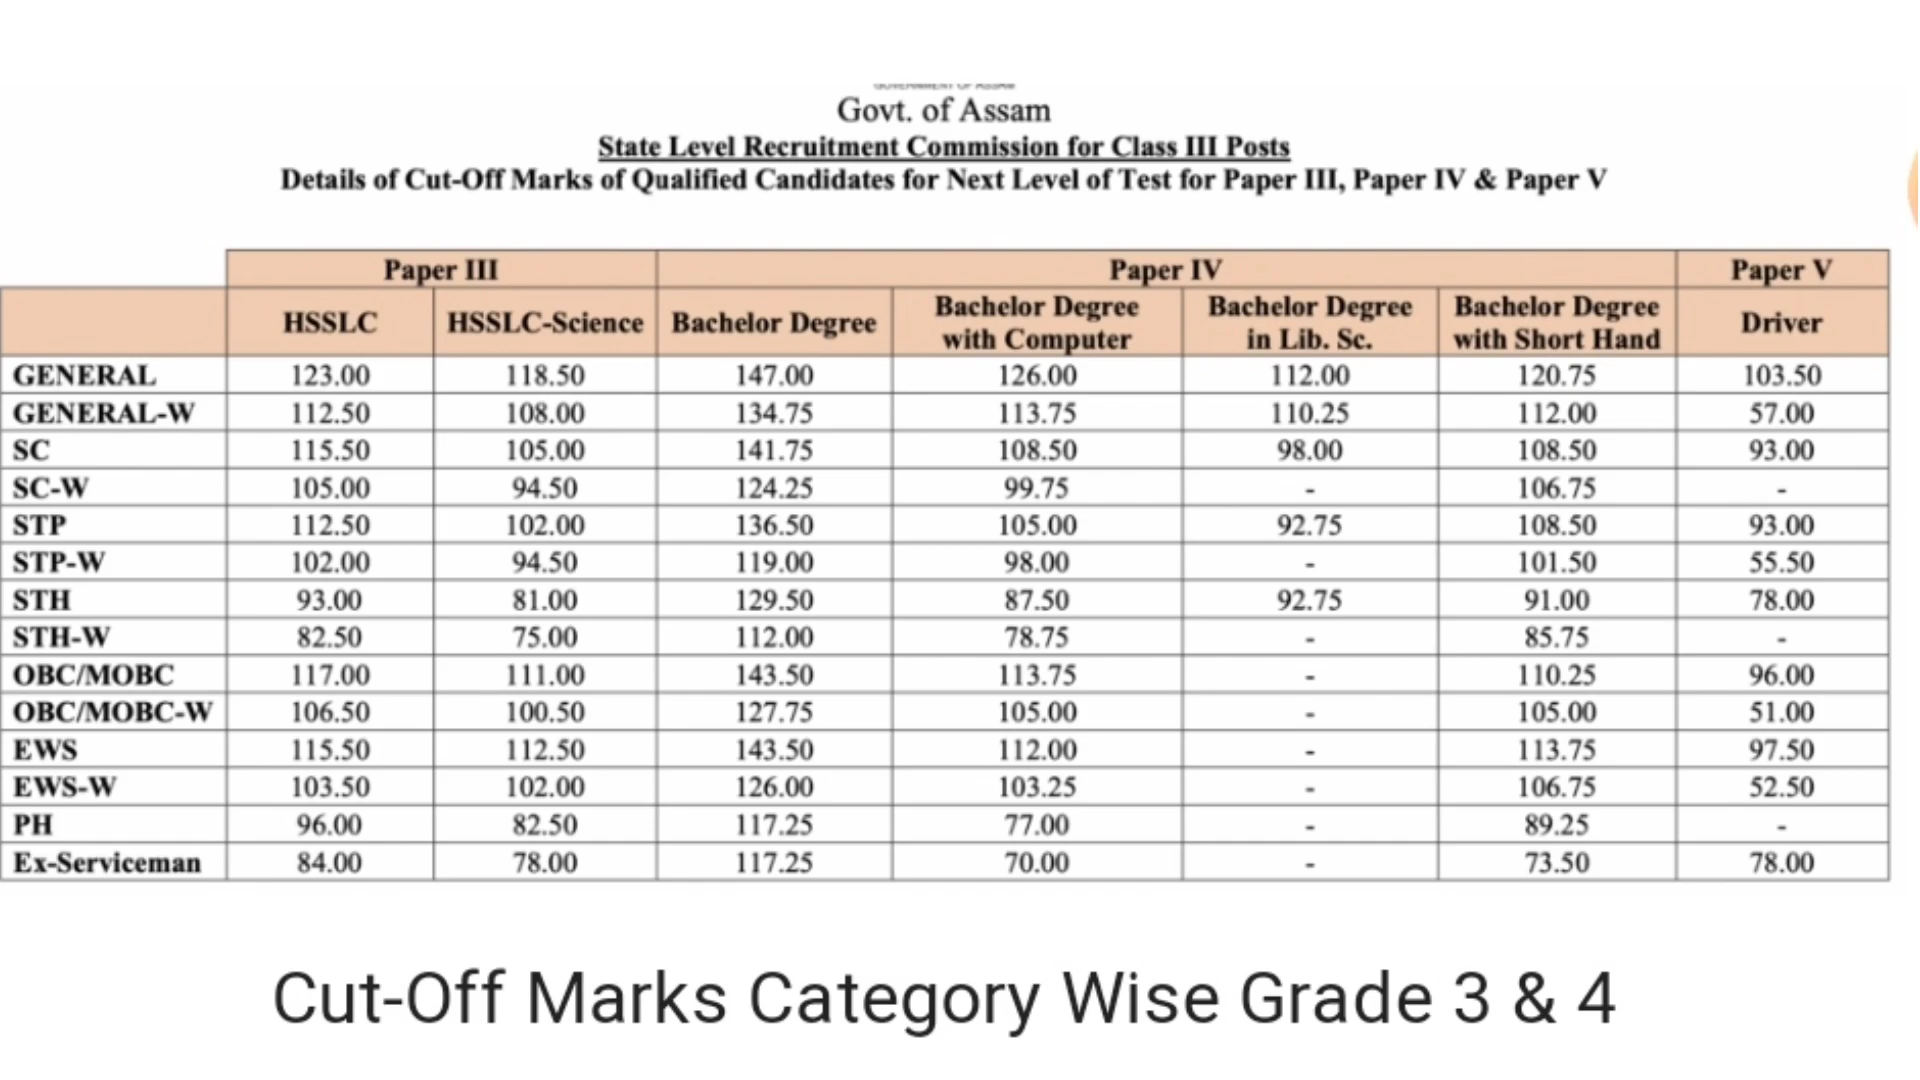 GOVERNMENT OF ASSAM
Govt. of Assam
State Level Recruitment Commission for Class III Posts
Details of Cut-Off Marks of Qualified Candidates for Next Level of Test for Paper III, Paper IV & Paper V
Paper III Paper IV Paper V
HSSLC HSSLC-Science Bachelor Degree Bachelor Degree with Computer Bachelor Degree in Lib. Sc. Bachelor Degree with Short Hand Driver
GENERAL 123.00 118.50 147.00 126.00 112.00 120.75 103.50
GENERAL-W 112.50 108.00 134.75 113.75 110.25 112.00 57.00
SC 115.50 105.00 141.75 108.50 98.00 108.50 93.00
SC-W 105.00 94.50 124.25 99.75 - 106.75 -
STP 112.50 102.00 136.50 105.00 92.75 108.50 93.00
STP-W 102.00 94.50 119.00 98.00 - 101.50 55.50
STH 93.00 81.00 129.50 87.50 92.75 91.00 78.00
STH-W 82.50 75.00 112.00 78.75 - 85.75 -
OBC/MOBC 117.00 111.00 143.50 113.75 - 110.25 96.00
OBC/MOBC-W 106.50 100.50 127.75 105.00 - 105.00 51.00
EWS 115.50 112.50 143.50 112.00 - 113.75 97.50
EWS-W 103.50 102.00 126.00 103.25 - 106.75 52.50
PH 96.00 82.50 117.25 77.00 - 89.25 -
Ex-Serviceman 84.00 78.00 117.25 70.00 - 73.50 78.00
Cut-Off Marks Category Wise Grade 3 & 4